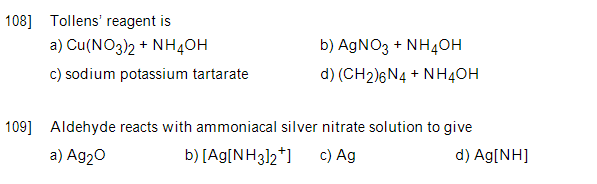 108] Tollens' reagent is
a) Cu(NO3)2 + NH4OH b) AgNO3 + NH4OH
c) sodium potassium tartarate d) (CH2)6N4 + NH4OH
109] Aldehyde reacts with ammoniacal silver nitrate solution to give
a) Ag2O b) [Ag[NH3]2+] c) Ag d) Ag[NH]